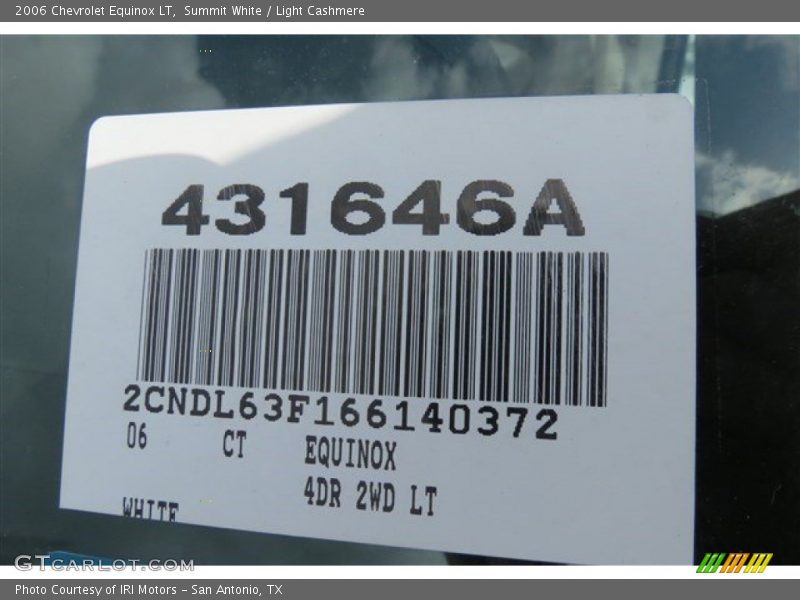 2006 Chevrolet Equinox LT,  Summit White / Light Cashmere
431646A
2CNDL63F166140372
06 CT EQUINOX
4DR 2WD LT
WHITE
GTCARLOT.COM
Photo Courtesy of IRI Motors – San Antonio, TX